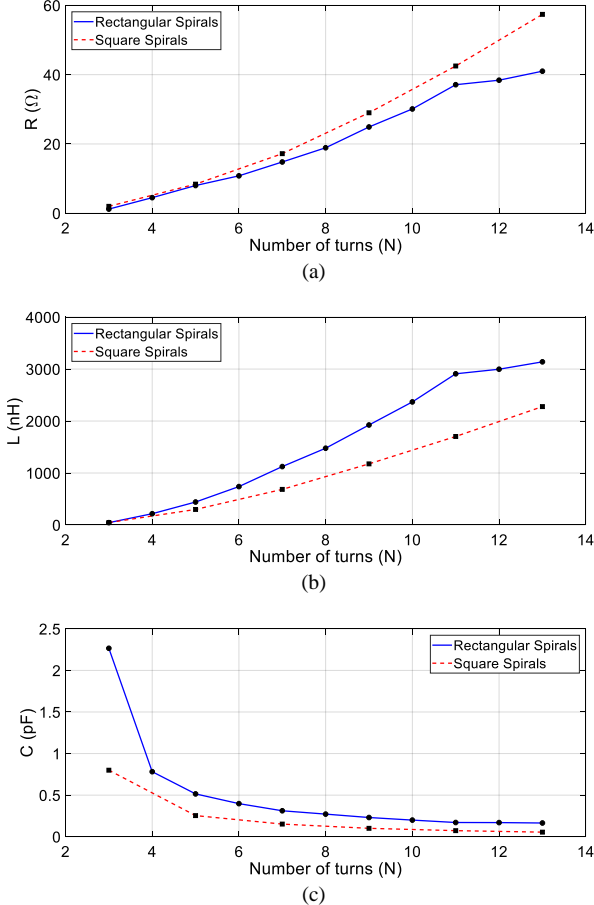 60
40
20
0
R (Ω)
Rectangular Spirals
Square Spirals
2 4 6 8 10 12 14
Number of turns (N)
(a)
4000
3000
2000
1000
0
L (nH)
Rectangular Spirals
Square Spirals
2 4 6 8 10 12 14
Number of turns (N)
(b)
2.5
2
1.5
1
0.5
0
C (pF)
Rectangular Spirals
Square Spirals
2 4 6 8 10 12 14
Number of turns (N)
(c)